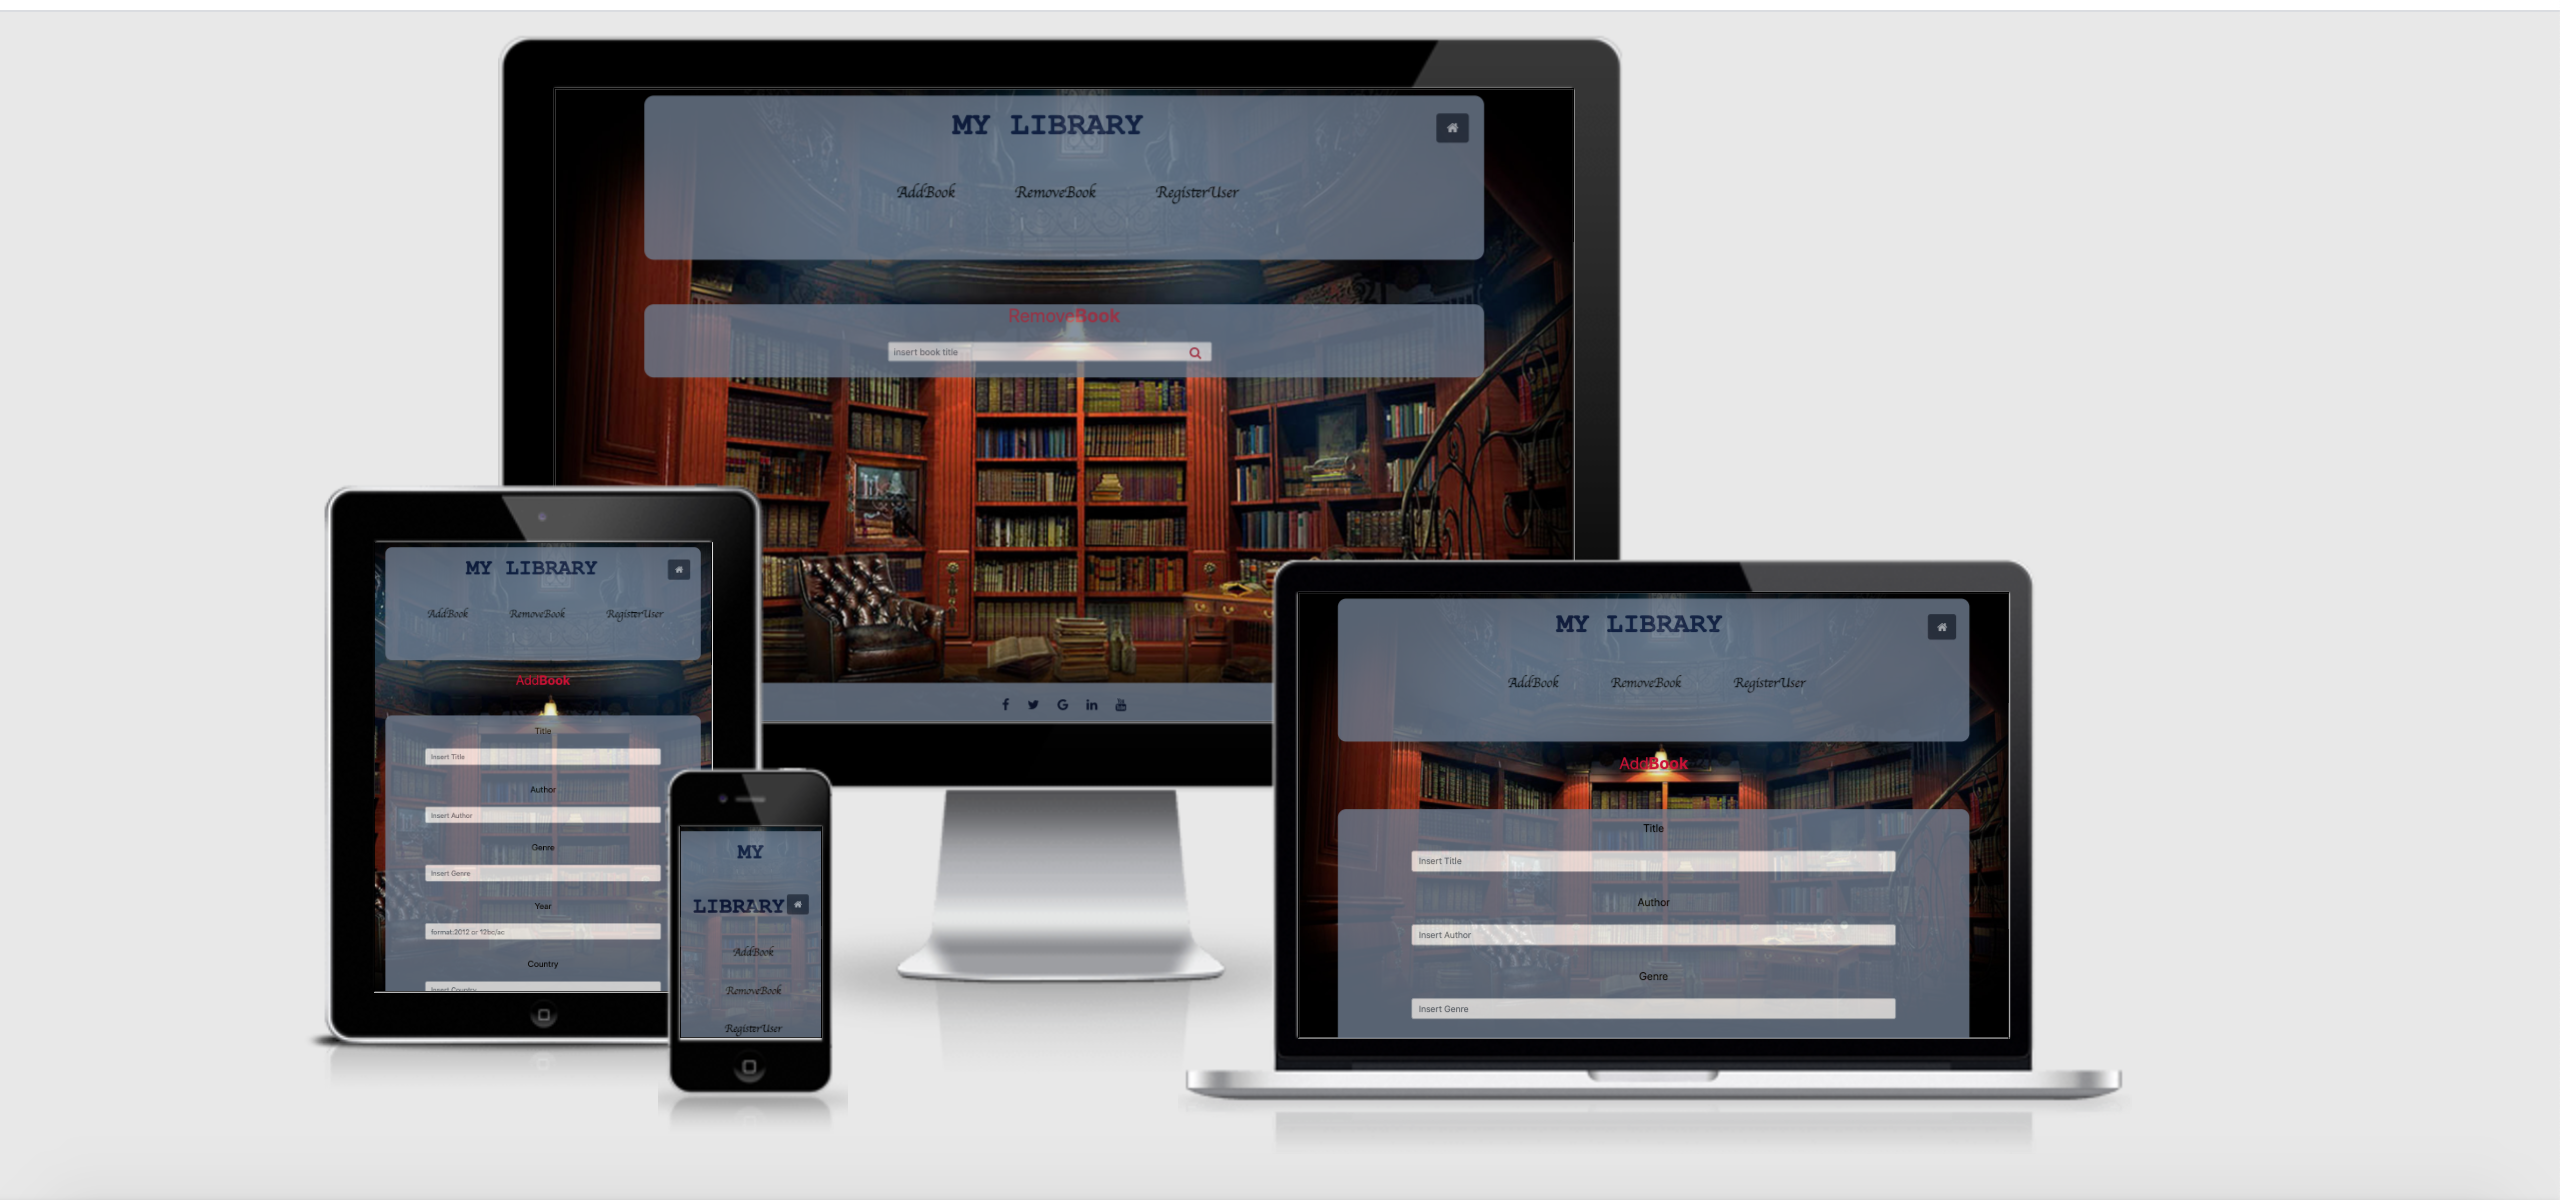 MY LIBRARY
AddBook RemoveBook RegisterUser
RemoveBook
insert book title
MY LIBRARY
AddBook RemoveBook RegisterUser
AddBook
Title
Insert Title
Author
Insert Author
Genre
Insert Genre
Year
format:2012 or 12bc/ac
Country
Insert Country
MY
LIBRARY
AddBook
RemoveBook
RegisterUser
MY LIBRARY
AddBook RemoveBook RegisterUser
AddBook
Title
Insert Title
Author
Insert Author
Genre
Insert Genre